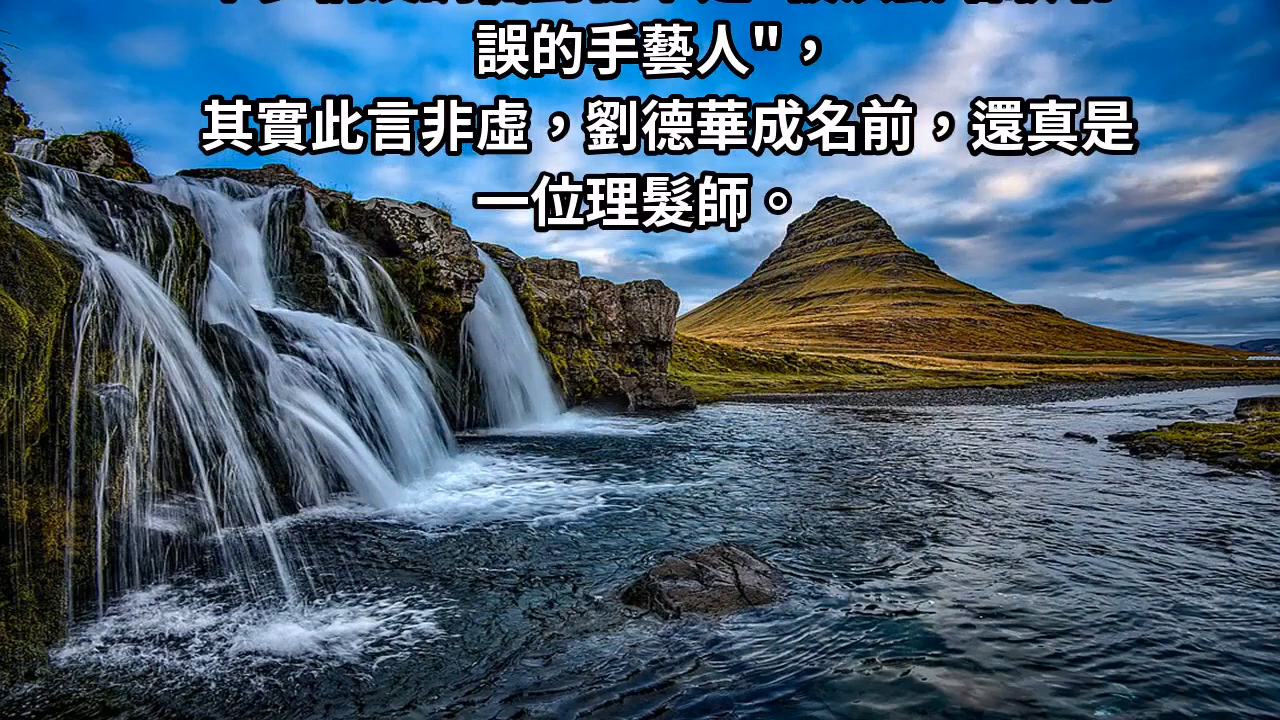 誤的手藝人"，
其實此言非虛，劉德華成名前，還真是
一位理髮師。